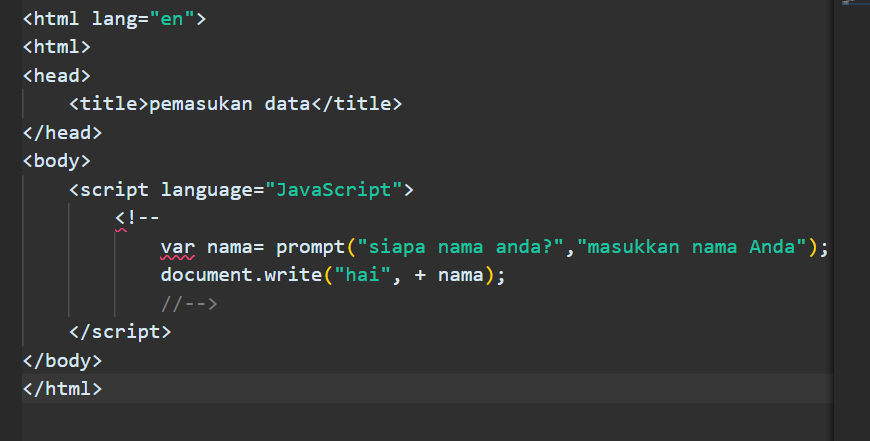 <html lang="en">
<html>
<head>
    <title>pemasukan data</title>
</head>
<body>
    <script language="JavaScript">
        <!--
            var nama= prompt("siapa nama anda?","masukkan nama Anda");
            document.write("hai", + nama);
            //-->
    </script>
</body>
</html>